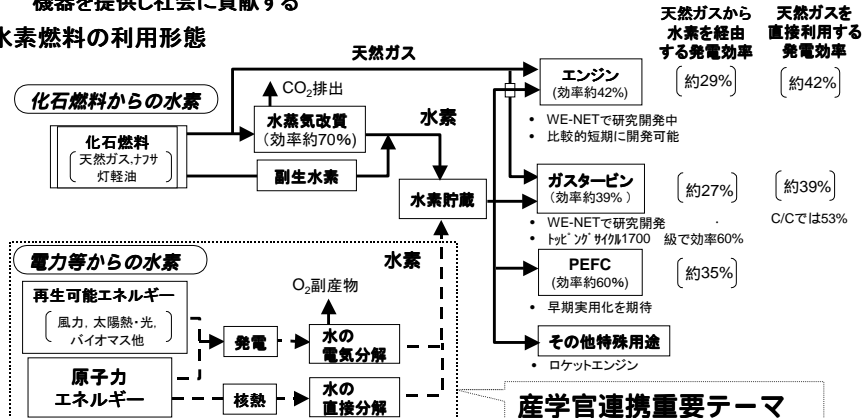 機器を提供し社会に貢献する
水素燃料の利用形態
天然ガスから
水素を経由
する発電効率
天然ガスを
直接利用する
発電効率
天然ガス
化石燃料からの水素
CO₂排出
水蒸気改質
(効率約70%)
水素
エンジン
(効率約42%)
約29%
約42%
• WE-NETで研究開発中
• 比較的短期に開発可能
化石燃料
天然ガス,ﾅﾌｻ
灯軽油
副生水素
水素貯蔵
ガスタービン
(効率約39% )
約27%
約39%
C/Cでは53%
• WE-NETで研究開発
• ﾄｯﾋﾟﾝｸﾞｻｲｸﾙ1700 級で効率60%
電力等からの水素
水素
PEFC
(効率約60%)
約35%
• 早期実用化を期待
再生可能エネルギー
風力, 太陽熱・光,
バイオマス他
O₂副産物
発電
水の
電気分解
その他特殊用途
• ロケットエンジン
原子力
エネルギー
核熱
水の
直接分解
産学官連携重要テーマ